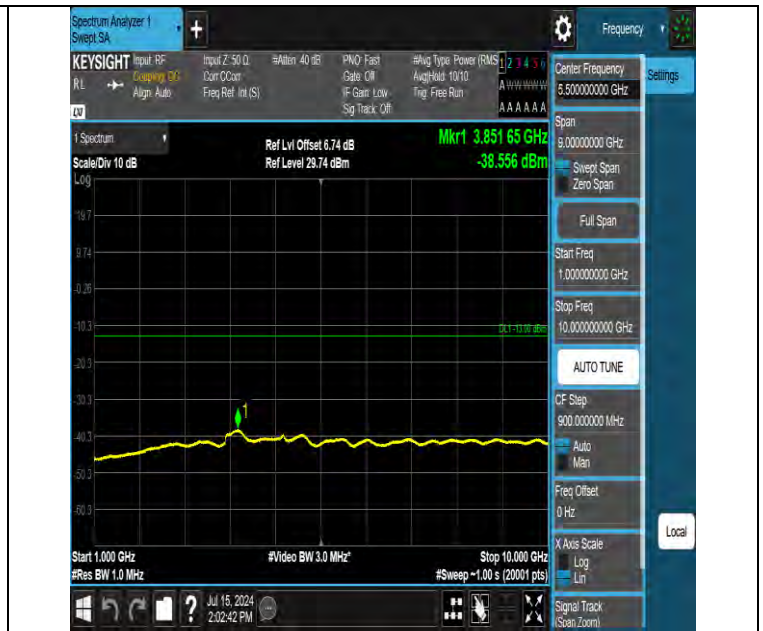 Spectrum Analyzer 1
Swept SA
+
Frequency
KEYSIGHT
RL
Input: RF
Coupling: DC
Align: Auto
Input Z: 50 Ω
Corr CCorr
Freq Ref: Int (S)
#Atten: 40 dB
PNO: Fast
Gate: Off
IF Gain: Low
Sig Track: Off
#Avg Type: Power (RMS
Avg|Hold: 10/10
Trig: Free Run
1 2 3 4 5 6
A W W W W W
A A A A A A
1 Spectrum
Scale/Div 10 dB
Log
Ref Lvl Offset 6.74 dB
Ref Level 29.74 dBm
Mkr1 3.851 65 GHz
-38.556 dBm
19.7
9.74
-0.26
-10.3
-20.3
-30.3
-40.3
-50.3
-60.3
DL1 -13.00 dBm
1
Start 1.000 GHz
#Res BW 1.0 MHz
#Video BW 3.0 MHz*
Stop 10.000 GHz
#Sweep ~1.00 s (20001 pts)
Jul 15, 2024
2:02:42 PM
?
Center Frequency
5.500000000 GHz
Settings
Span
9.00000000 GHz
Swept Span
Zero Span
Full Span
Start Freq
1.000000000 GHz
Stop Freq
10.000000000 GHz
AUTO TUNE
CF Step
900.000000 MHz
Auto
Man
Freq Offset
0 Hz
X Axis Scale
Log
Lin
Local
Signal Track
(Span Zoom)